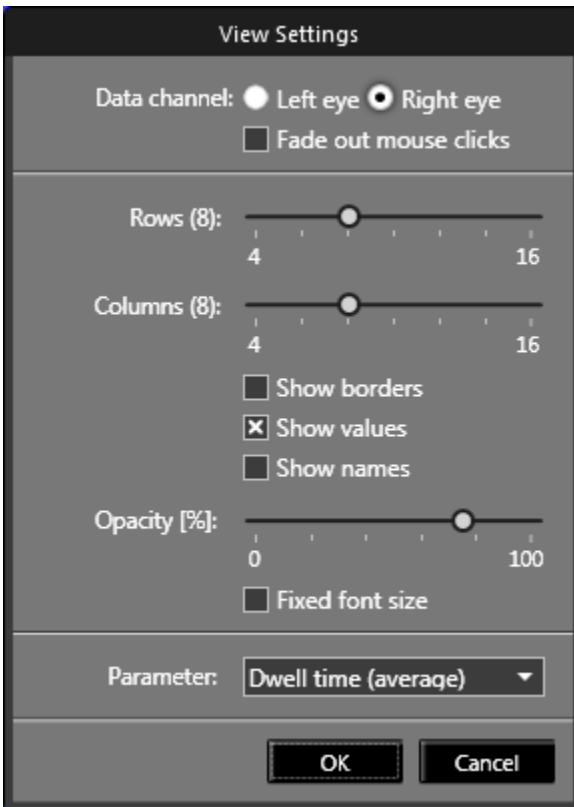 View Settings
Data channel: Left eye Right eye
Fade out mouse clicks
Rows (8):
4 16
Columns (8):
4 16
Show borders
Show values
Show names
Opacity [%]:
0 100
Fixed font size
Parameter: Dwell time (average)
OK Cancel